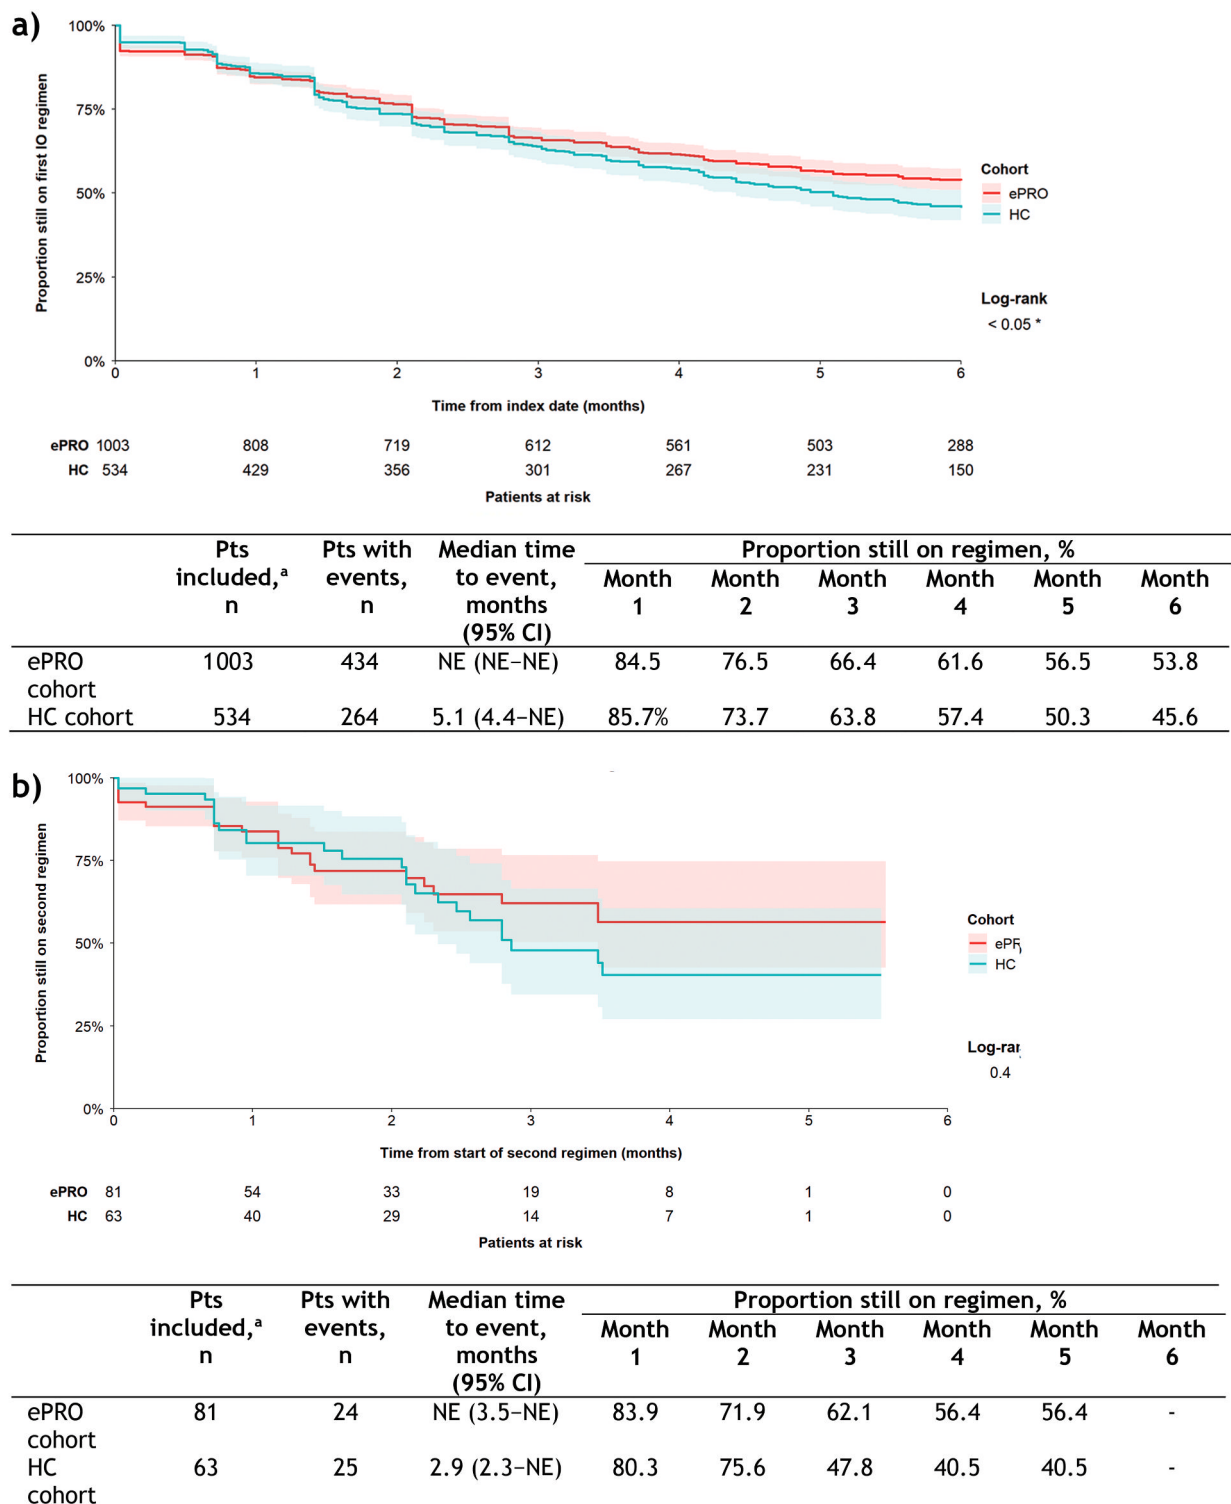 a)
100%
75%
50%
25%
0%
Proportion still on first IO regimen
0 1 2 3 4 5 6
Time from index date (months)
Cohort
ePRO
HC
Log-rank
< 0.05 *
ePRO 1003 808 719 612 561 503 288
HC 534 429 356 301 267 231 150
Patients at risk
Pts included,a n
Pts with events, n
Median time to event, months (95% CI)
Proportion still on regimen, %
Month 1 Month 2 Month 3 Month 4 Month 5 Month 6
ePRO cohort 1003 434 NE (NE–NE) 84.5 76.5 66.4 61.6 56.5 53.8
HC cohort 534 264 5.1 (4.4–NE) 85.7% 73.7 63.8 57.4 50.3 45.6
b)
100%
75%
50%
25%
0%
Proportion still on second regimen
0 1 2 3 4 5 6
Time from start of second regimen (months)
Cohort
HC
0.4
ePRO 81 54 33 19 8 1 0
HC 63 40 29 14 7 1 0
Patients at risk
Pts included,a n
Pts with events, n
Median time to event, months (95% CI)
Proportion still on regimen, %
Month 1 Month 2 Month 3 Month 4 Month 5 Month 6
ePRO cohort 81 24 NE (3.5–NE) 83.9 71.9 62.1 56.4 56.4 -
HC cohort 63 25 2.9 (2.3–NE) 80.3 75.6 47.8 40.5 40.5 -